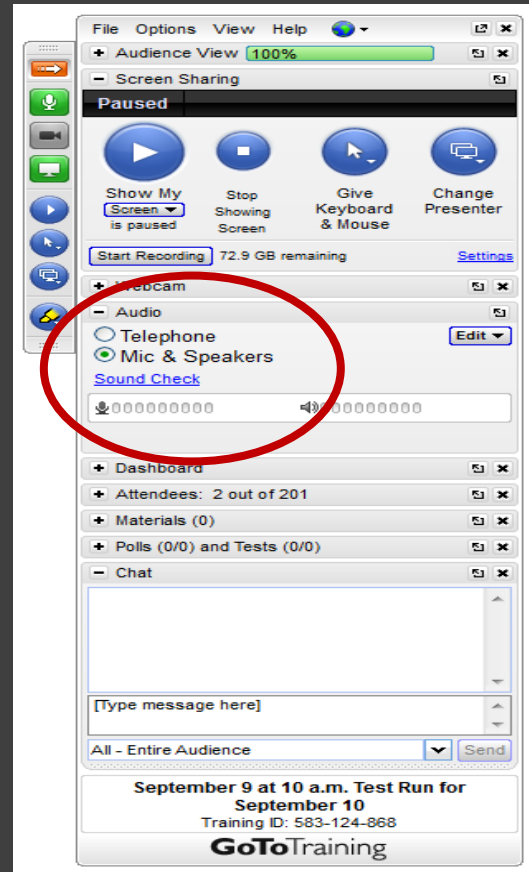 File Options View Help
Audience View 100%
Screen Sharing
Paused
Show My
Screen
is paused
Stop
Showing
Screen
Give
Keyboard
& Mouse
Change
Presenter
Start Recording 72.9 GB remaining Settings
Webcam
Audio
Telephone Edit
Mic & Speakers
Sound Check
000000000 000000000
Dashboard
Attendees: 2 out of 201
Materials (0)
Polls (0/0) and Tests (0/0)
Chat
[Type message here]
All - Entire Audience Send
September 9 at 10 a.m. Test Run for
September 10
Training ID: 583-124-868
GoToTraining